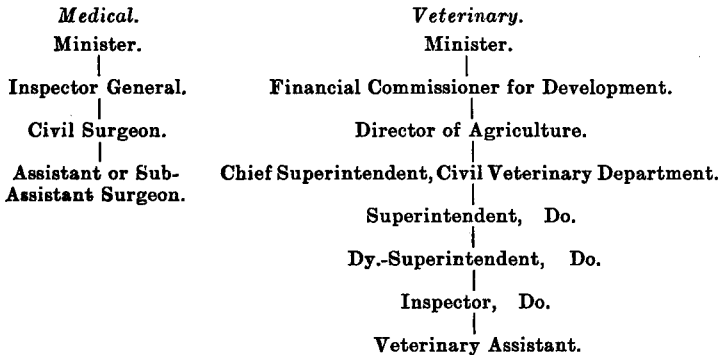 Medical.
Minister.
Inspector General.
Civil Surgeon.
Assistant or Sub-
Assistant Surgeon.
Veterinary.
Minister.
Financial Commissioner for Development.
Director of Agriculture.
Chief Superintendent, Civil Veterinary Department.
Superintendent, Do.
Dy.-Superintendent, Do.
Inspector, Do.
Veterinary Assistant.